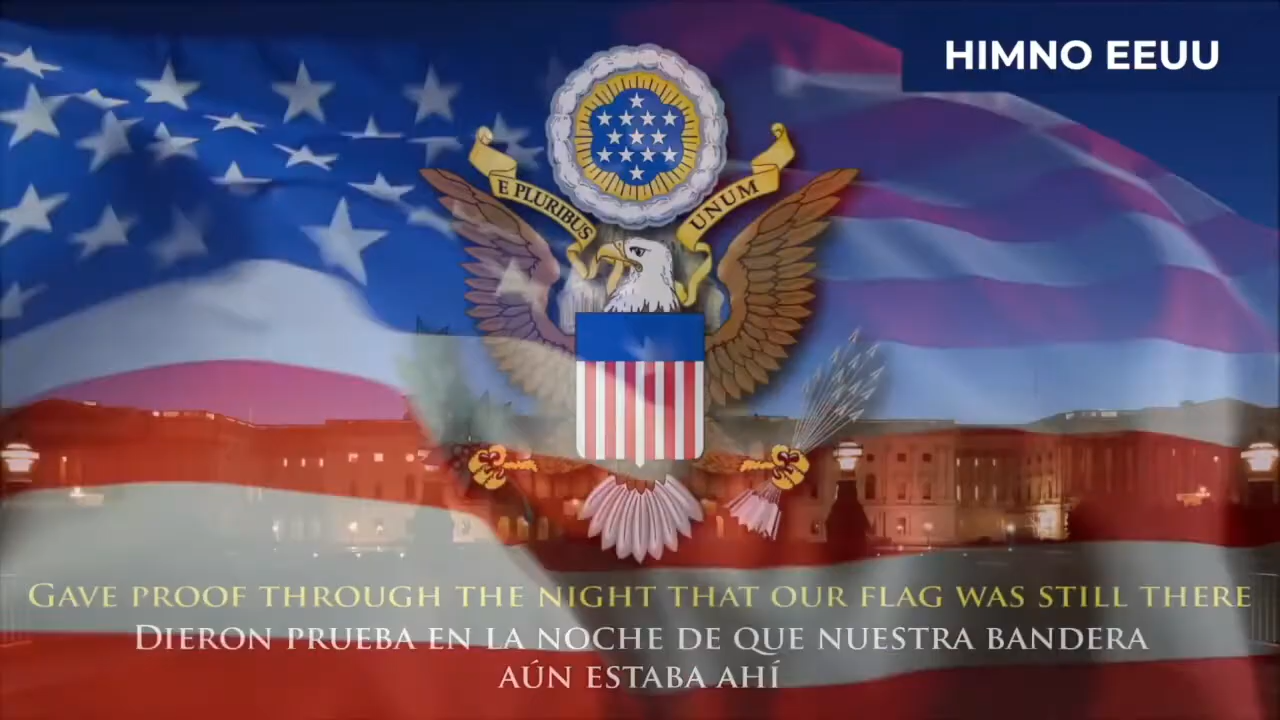 HIMNO EEUU
E PLURIBUS UNUM
GAVE PROOF THROUGH THE NIGHT THAT OUR FLAG WAS STILL THERE
DIERON PRUEBA EN LA NOCHE DE QUE NUESTRA BANDERA
AÚN ESTABA AHÍ